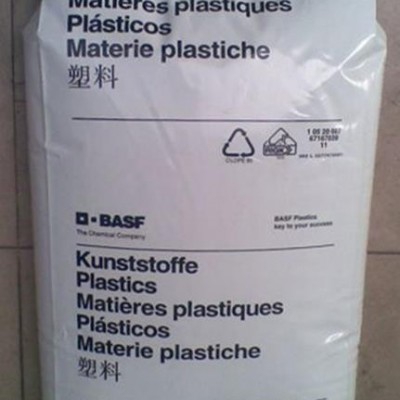 Matières plastiques
Plásticos
Materie plastiche
塑料
BASF
The Chemical Company
BASF Plastics
key to your success
Kunststoffe
Plastics
Matières plastiques
Plásticos
Materie plastiche
塑料